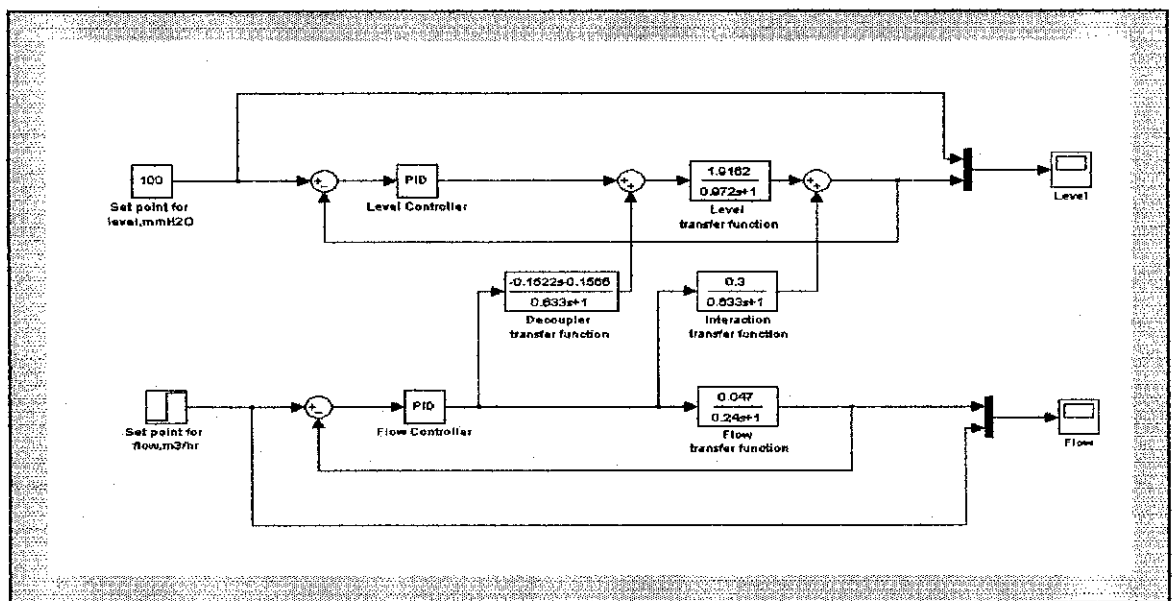 100
Set point for
level,mmH2O
+-
PID
Level Controller
++
1.9162
0.972s+1
Level
transfer function
++
Level
-0.1522s-0.1566
0.633s+1
Decoupler
transfer function
0.3
0.633s+1
Interaction
transfer function
Set point for
flow,m3/hr
+-
PID
Flow Controller
0.047
0.24s+1
Flow
transfer function
Flow